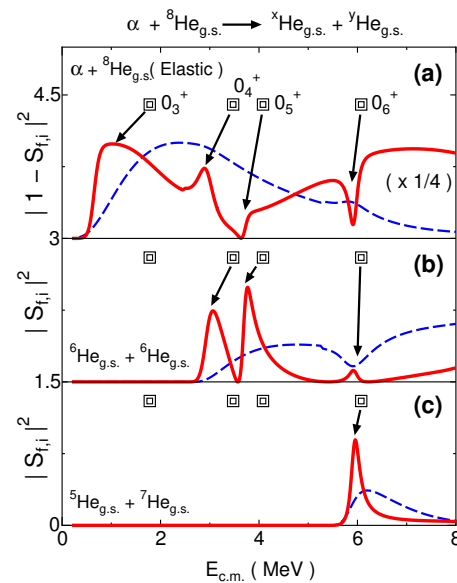 α + ⁸He_g.s. → ˣHe_g.s. + ʸHe_g.s.
α + ⁸He_g.s. ( Elastic )
(a)
0₃⁺
0₄⁺
0₅⁺
0₆⁺
4.5
| 1 − S_f,i |²
( x 1/4 )
3
(b)
| S_f,i |²
⁶He_g.s. + ⁶He_g.s.
1.5
(c)
| S_f,i |²
⁵He_g.s. + ⁷He_g.s.
0
0 2 4 6 8
E_c.m. ( MeV )